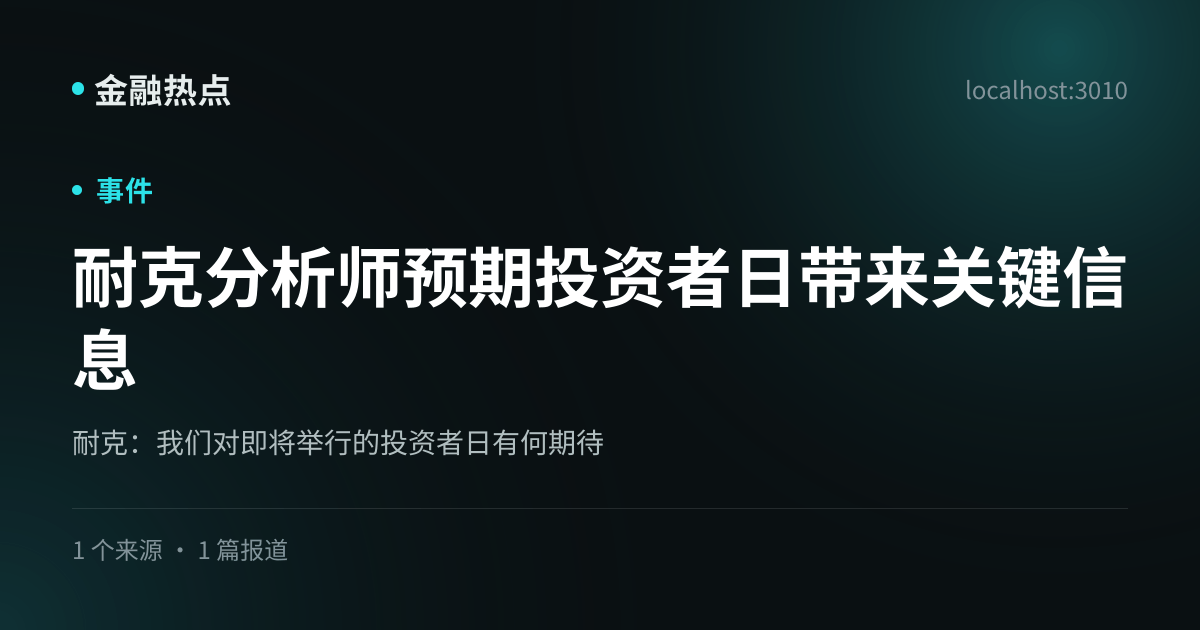 金融热点
localhost:3010
事件
耐克分析师预期投资者日带来关键信
息
耐克：我们对即将举行的投资者日有何期待
1 个来源 • 1 篇报道